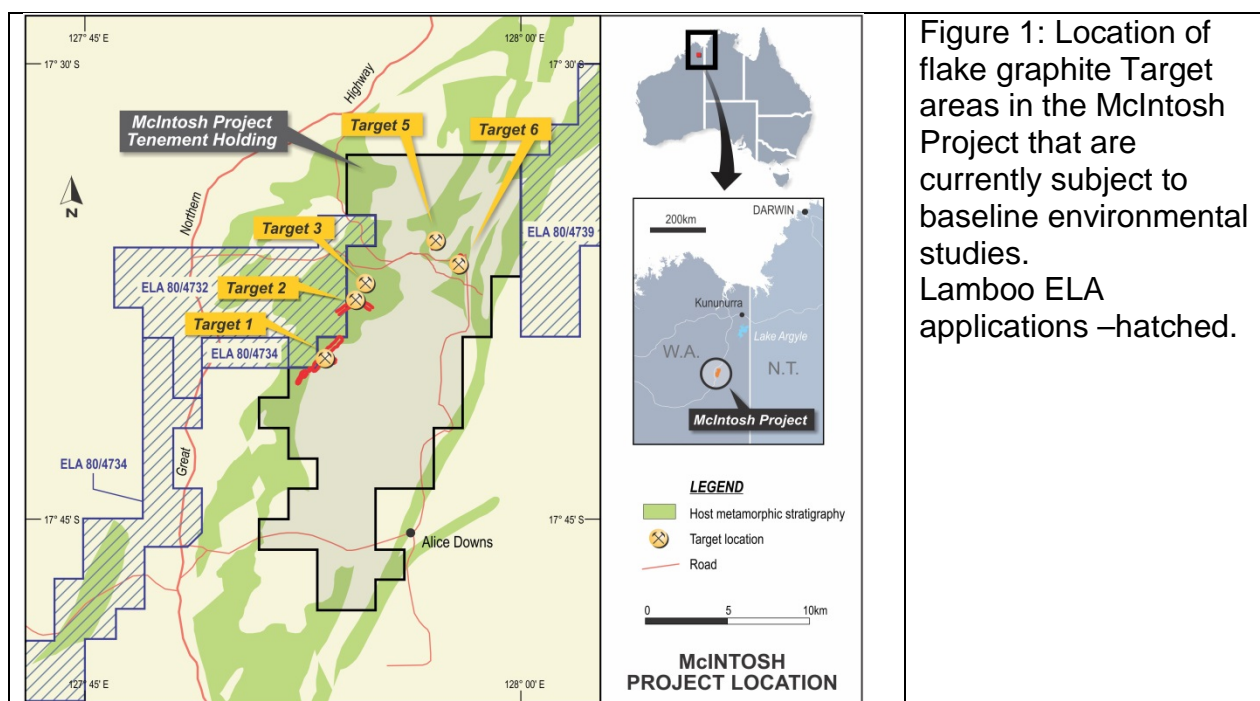 127° 45' E
128° 00' E
17° 30' S
17° 30' S
Highway
McIntosh Project
Tenement Holding
Target 5
Target 6
N
Northern
Target 3
ELA 80/4739
ELA 80/4732
Target 2
Target 1
ELA 80/4734
ELA 80/4734
Great
17° 45' S
17° 45' S
Alice Downs
127° 45' E
128° 00' E
200km
DARWIN
Kununurra
Lake Argyle
W.A.
N.T.
McIntosh Project
LEGEND
Host metamorphic stratigraphy
Target location
Road
0 5 10km
McINTOSH
PROJECT LOCATION
Figure 1: Location of
flake graphite Target
areas in the McIntosh
Project that are
currently subject to
baseline environmental
studies.
Lamboo ELA
applications –hatched.